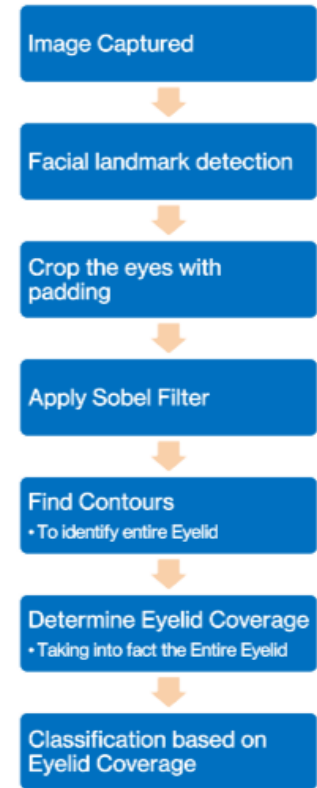 Image Captured
Facial landmark detection
Crop the eyes with
padding
Apply Sobel Filter
Find Contours
• To identify entire Eyelid
Determine Eyelid Coverage
• Taking into fact the Entire Eyelid
Classification based on
Eyelid Coverage